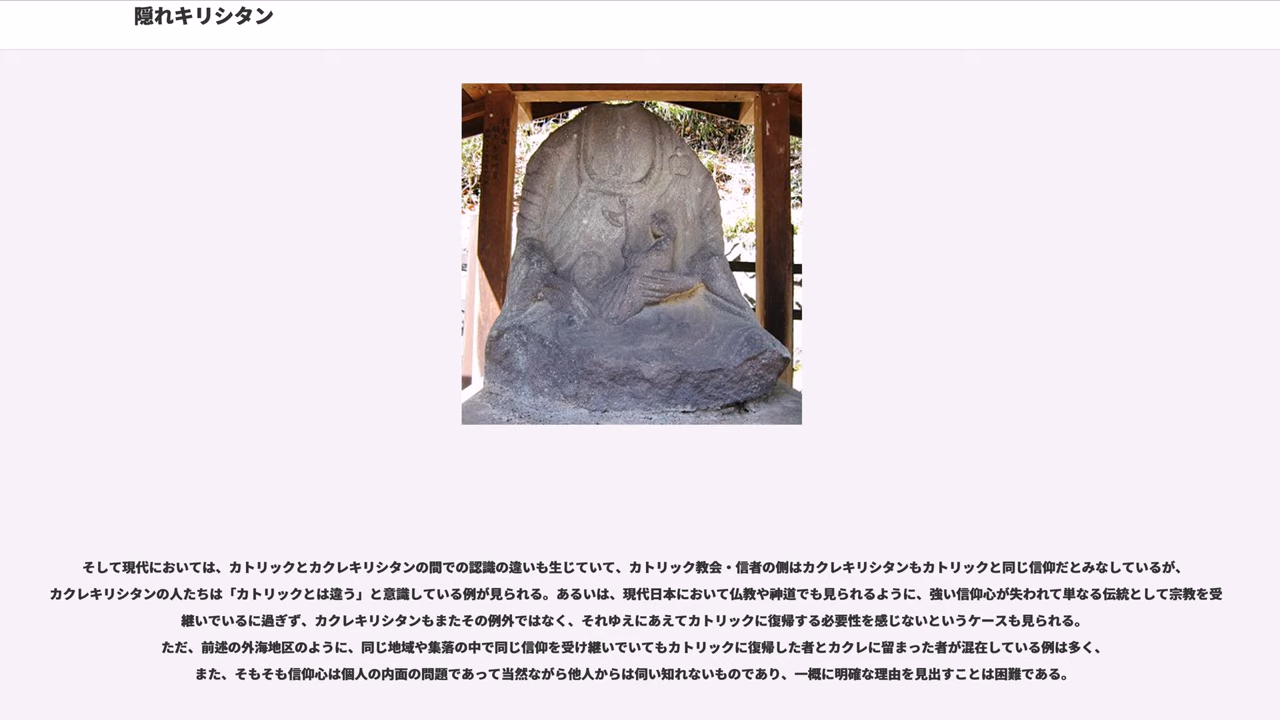 隠れキリシタン
そして現代においては、カトリックとカクレキリシタンの間での認識の違いも生じていて、カトリック教会・信者の側はカクレキリシタンもカトリックと同じ信仰だとみなしているが、
カクレキリシタンの人たちは「カトリックとは違う」と意識している例が見られる。あるいは、現代日本において仏教や神道でも見られるように、強い信仰心が失われて単なる伝統として宗教を受
継いでいるに過ぎず、カクレキリシタンもまたその例外ではなく、それゆえにあえてカトリックに復帰する必要性を感じないというケースも見られる。
ただ、前述の外海地区のように、同じ地域や集落の中で同じ信仰を受け継いでいてもカトリックに復帰した者とカクレに留まった者が混在している例は多く、
また、そもそも信仰心は個人の内面の問題であって当然ながら他人からは伺い知れないものであり、一概に明確な理由を見出すことは困難である。